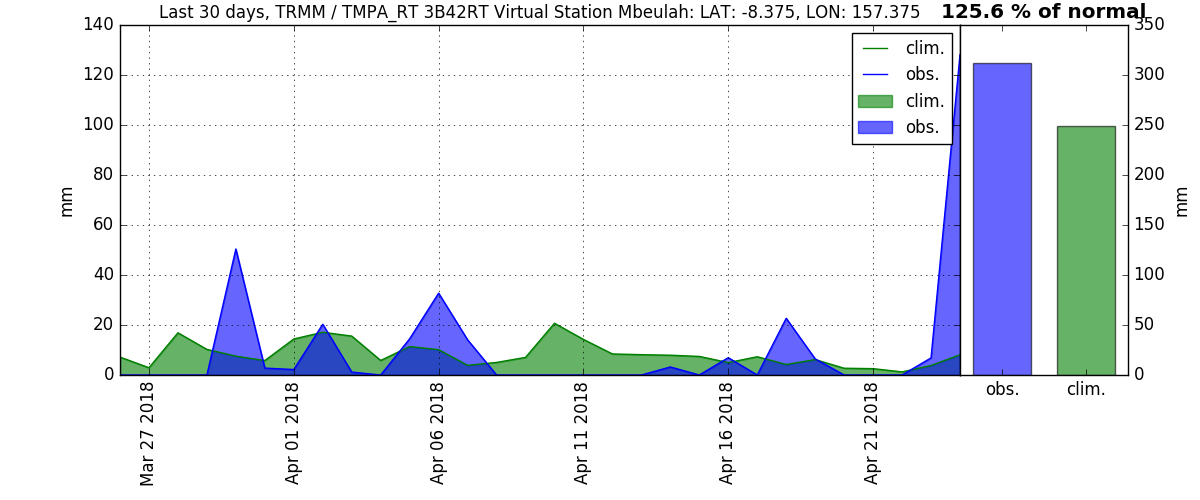 Last 30 days, TRMM / TMPA_RT 3B42RT Virtual Station Mbeulah: LAT: -8.375, LON: 157.375
125.6 % of normal
140
120
100
80
60
40
20
0
mm
clim.
obs.
clim.
obs.
350
300
250
200
150
100
50
0
mm
Mar 27 2018
Apr 01 2018
Apr 06 2018
Apr 11 2018
Apr 16 2018
Apr 21 2018
obs.
clim.